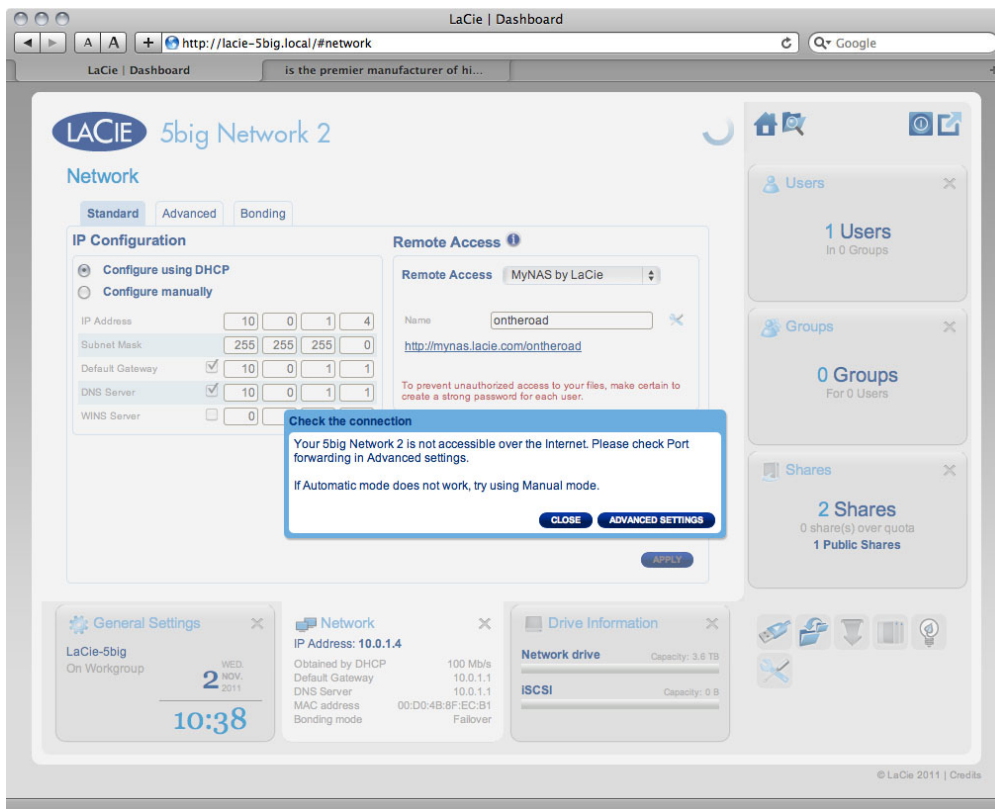 LaCie | Dashboard
A A + http://lacie-5big.local/#network Google
LaCie | Dashboard is the premier manufacturer of hi...
LACIE 5big Network 2
Network
Standard Advanced Bonding
IP Configuration
Configure using DHCP
Configure manually
IP Address 10 0 1 4
Subnet Mask 255 255 255 0
Default Gateway 10 0 1 1
DNS Server 10 0 1 1
WINS Server 0
Remote Access
Remote Access MyNAS by LaCie
Name ontheroad
http://mynas.lacie.com/ontheroad
To prevent unauthorized access to your files, make certain to
create a strong password for each user.
Check the connection
Your 5big Network 2 is not accessible over the Internet. Please check Port
forwarding in Advanced settings.
If Automatic mode does not work, try using Manual mode.
CLOSE ADVANCED SETTINGS
APPLY
Users
1 Users
In 0 Groups
Groups
0 Groups
For 0 Users
Shares
2 Shares
0 share(s) over quota
1 Public Shares
General Settings
LaCie-5big
On Workgroup
WED.
2 NOV.
2011
10:38
Network
IP Address: 10.0.1.4
Obtained by DHCP 100 Mb/s
Default Gateway 10.0.1.1
DNS Server 10.0.1.1
MAC address 00:D0:4B:8F:EC:B1
Bonding mode Failover
Drive Information
Network drive Capacity: 3.6 TB
iSCSI Capacity: 0 B
© LaCie 2011 | Credits